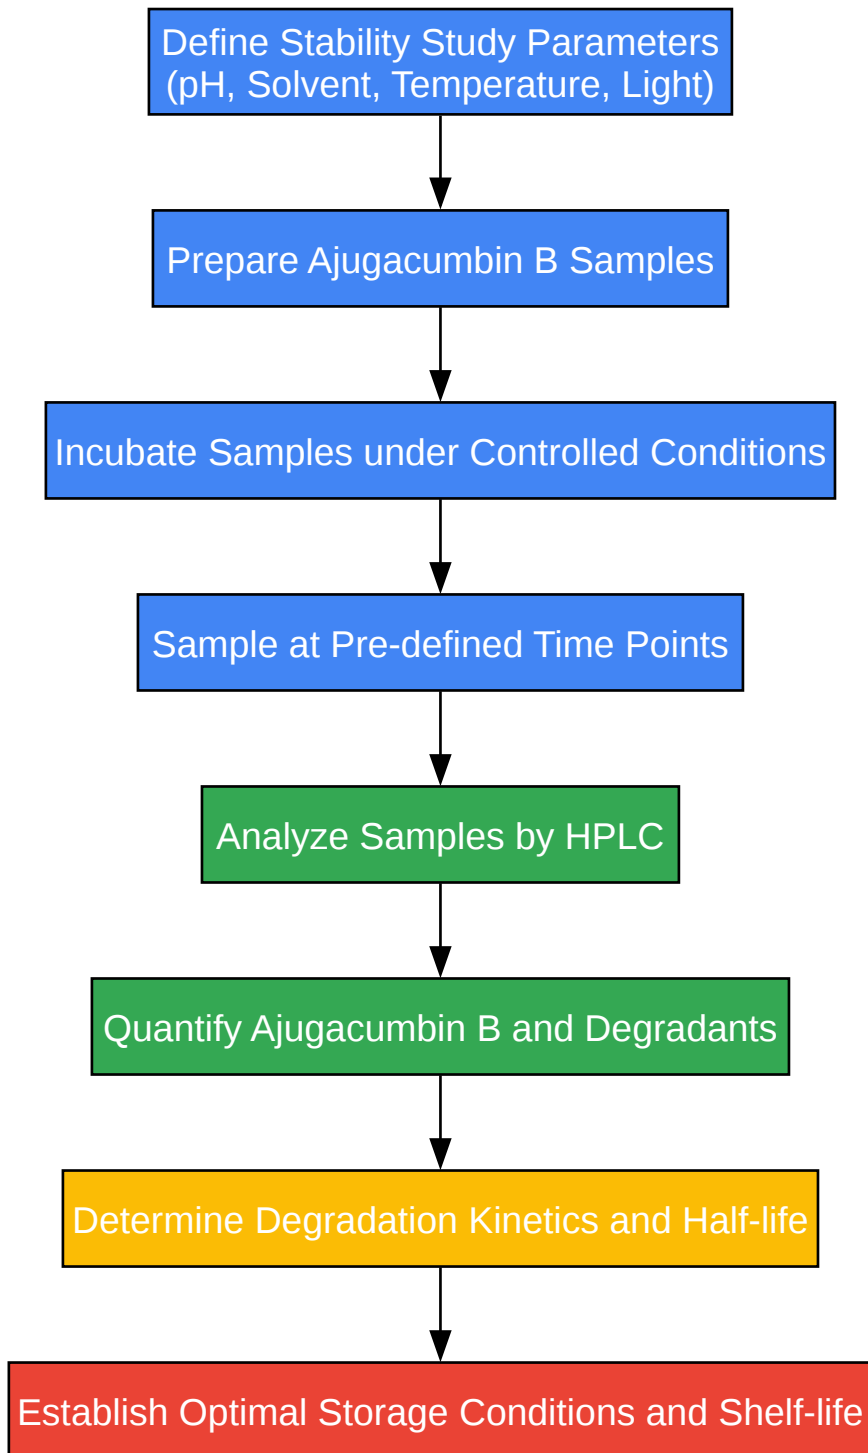 Define Stability Study Parameters
(pH, Solvent, Temperature, Light)
Prepare Ajugacumbin B Samples
Incubate Samples under Controlled Conditions
Sample at Pre-defined Time Points
Analyze Samples by HPLC
Quantify Ajugacumbin B and Degradants
Determine Degradation Kinetics and Half-life
Establish Optimal Storage Conditions and Shelf-life